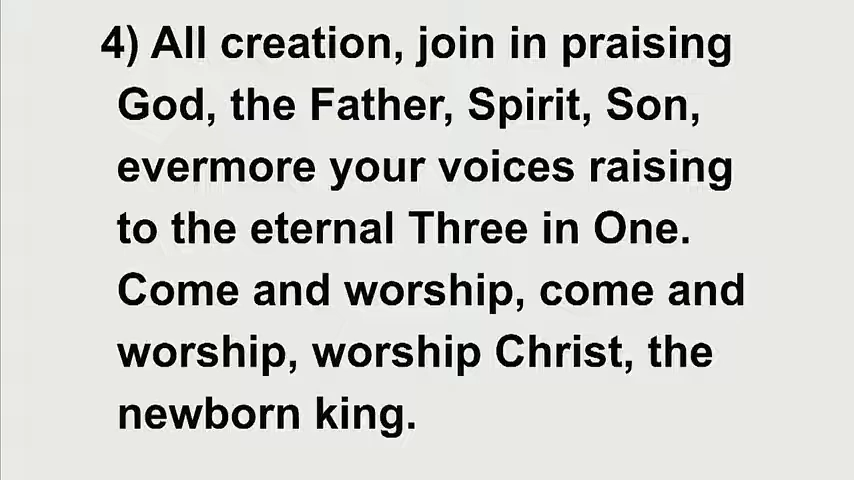 4) All creation, join in praising
God, the Father, Spirit, Son,
evermore your voices raising
to the eternal Three in One.
Come and worship, come and
worship, worship Christ, the
newborn king.